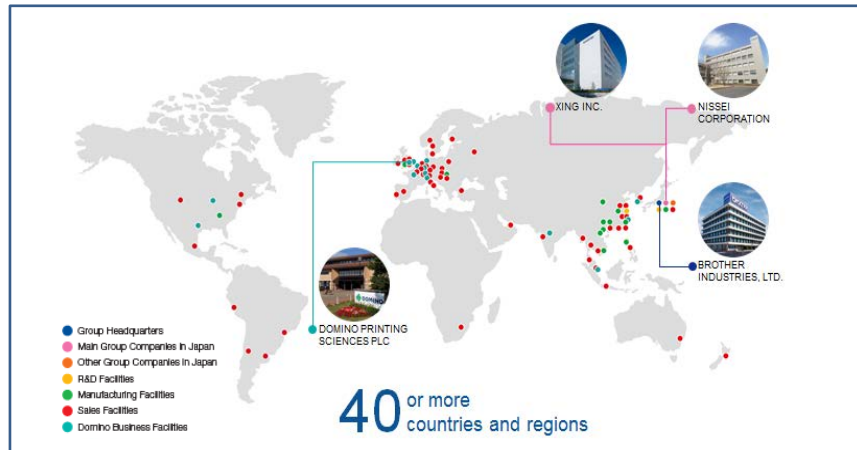 XING INC.
NISSEI
CORPORATION
BROTHER
INDUSTRIES, LTD.
DOMINO PRINTING
SCIENCES PLC
Group Headquarters
Main Group Companies in Japan
Other Group Companies in Japan
R&D Facilities
Manufacturing Facilities
Sales Facilities
Domino Business Facilities
40 or more
countries and regions